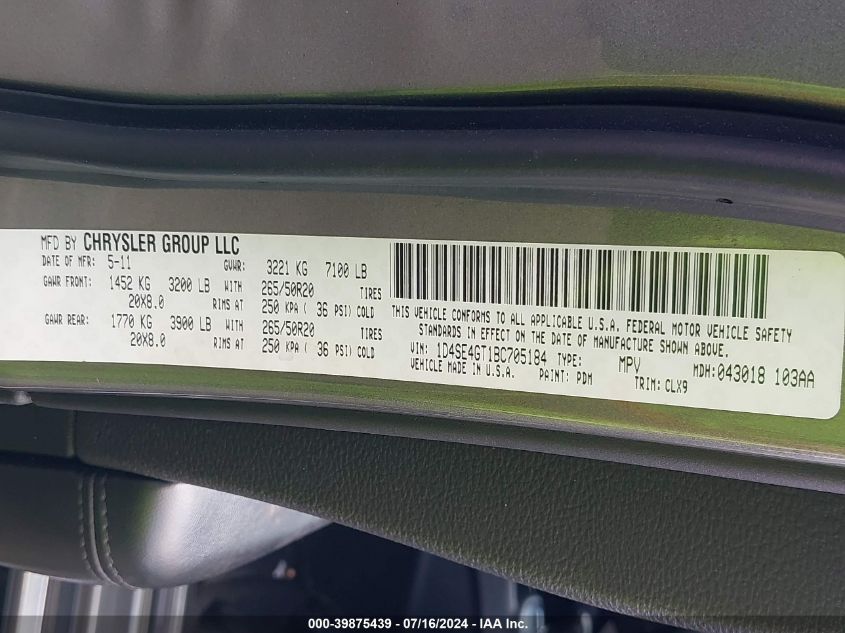 MFD BY CHRYSLER GROUP LLC
DATE OF MFR: 5-11 GVWR: 3221 KG 7100 LB
GAWR FRONT: 1452 KG 3200 LB WITH 265/50R20 TIRES
20X8.0 RIMS AT 250 KPA ( 36 PSI) COLD
GAWR REAR: 1770 KG 3900 LB WITH 265/50R20 TIRES
20X8.0 RIMS AT 250 KPA ( 36 PSI) COLD
THIS VEHICLE CONFORMS TO ALL APPLICABLE U.S.A. FEDERAL MOTOR VEHICLE SAFETY
STANDARDS IN EFFECT ON THE DATE OF MANUFACTURE SHOWN ABOVE.
VIN: 1D4SE4GT1BC705184 TYPE: MPV MDH:043018 103AA
VEHICLE MADE IN U.S.A. PAINT: PDM TRIM: CLX9
000-39875439 - 07/16/2024 - IAA Inc.